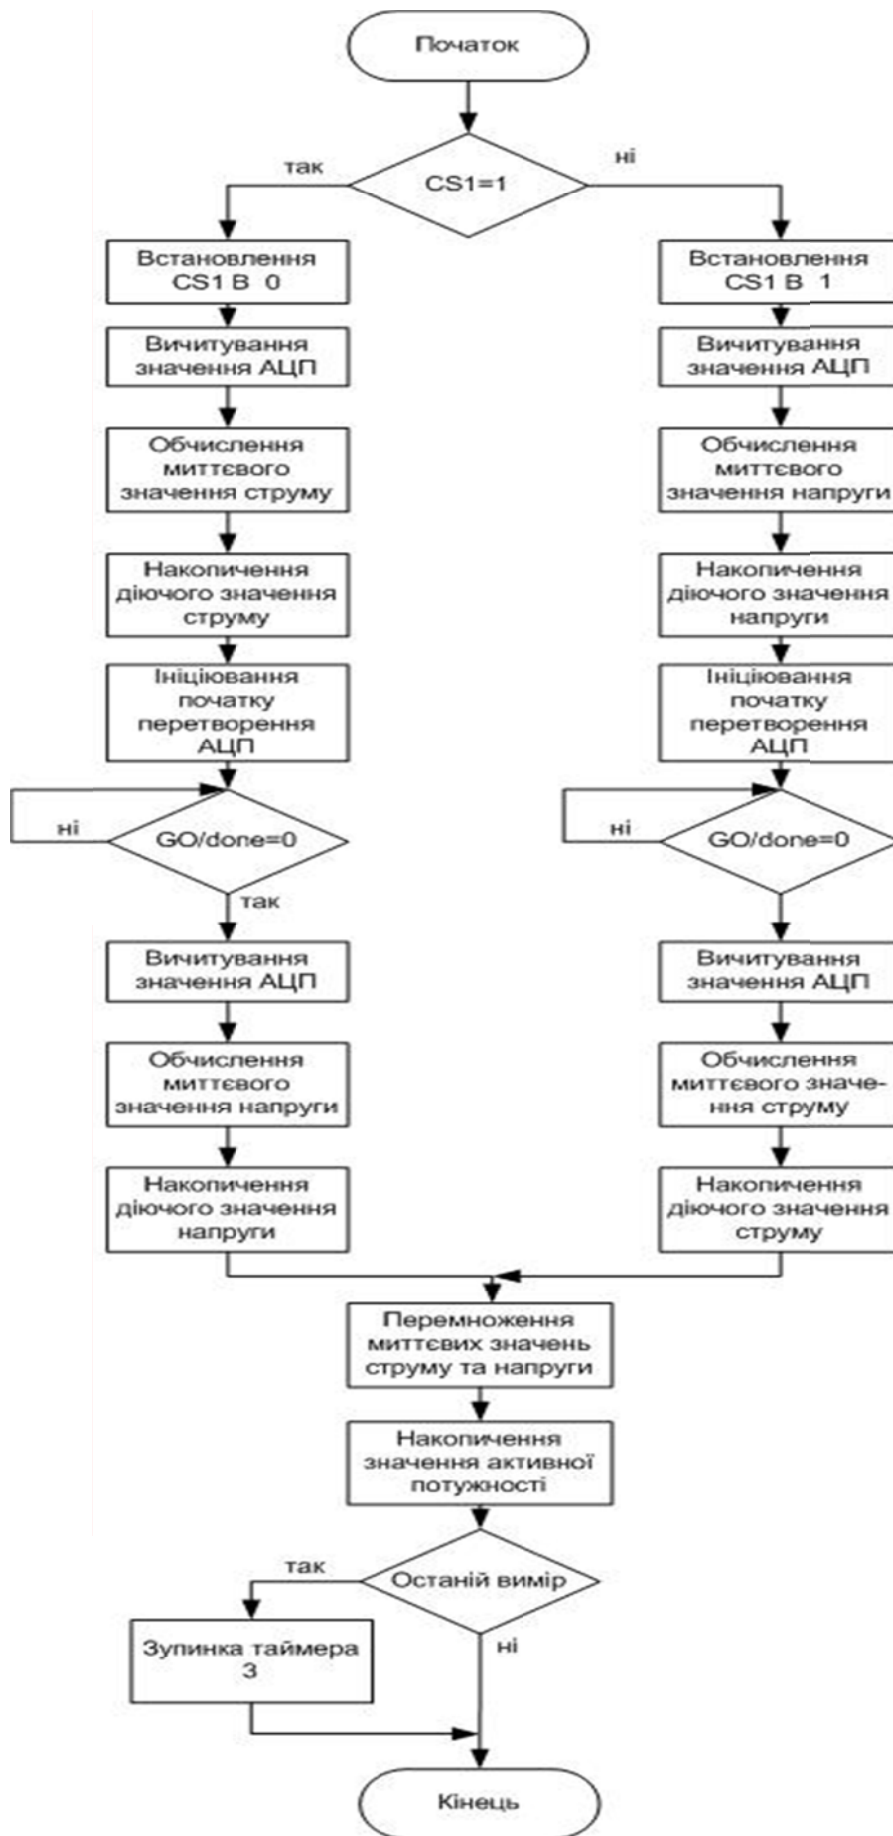 Початок
так
ні
CS1=1
Встановлення
CS1 В 0
Вичитування
значення АЦП
Обчислення
миттєвого
значення струму
Накопичення
діючого значення
струму
Ініціювання
початку
перетворення
АЦП
ні
GO/done=0
так
Вичитування
значення АЦП
Обчислення
миттєвого
значення напруги
Накопичення
діючого значення
напруги
Встановлення
CS1 В 1
Вичитування
значення АЦП
Обчислення
миттєвого
значення напруги
Накопичення
діючого значення
напруги
Ініціювання
початку
перетворення
АЦП
ні
GO/done=0
Вичитування
значення АЦП
Обчислення
миттєвого значе-
ння струму
Накопичення
діючого значення
струму
Перемноження
миттєвих значень
струму та напруги
Накопичення
значення активної
потужності
так
Останій вимір
ні
Зупинка таймера
3
Кінець